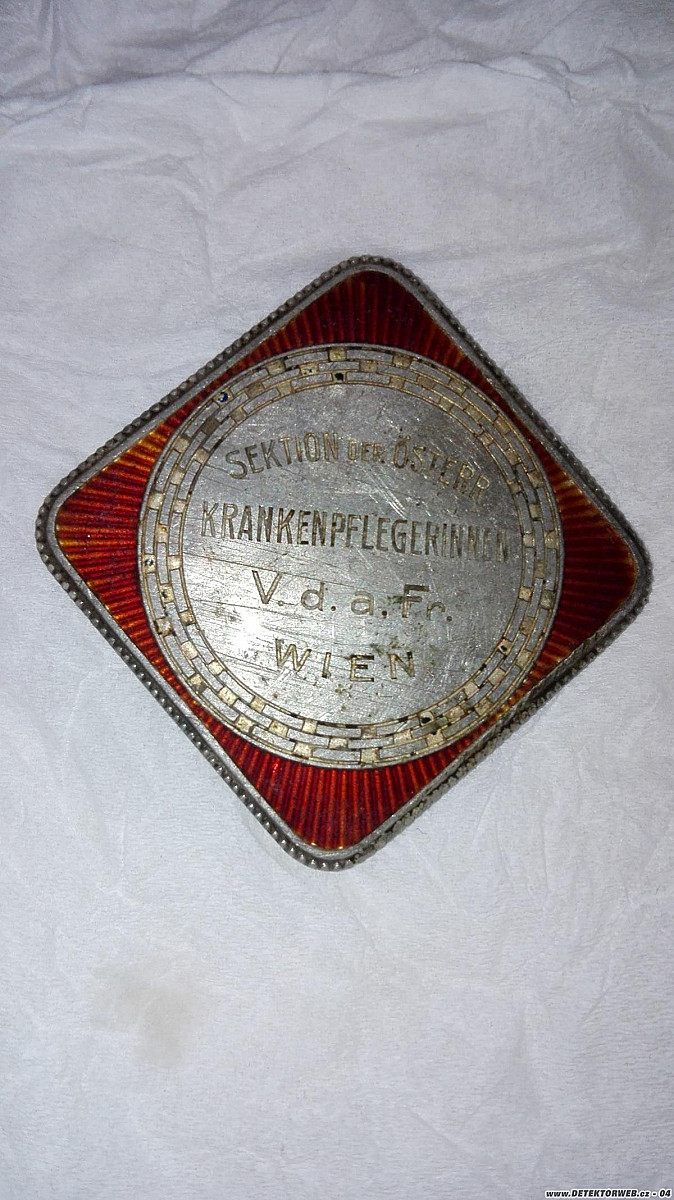 SEKTION DER ÖSTERR.
KRANKENPFLEGERINNEN
V. d. a. Fr.
WIEN
www.DETEKTORWEB.cz - 04